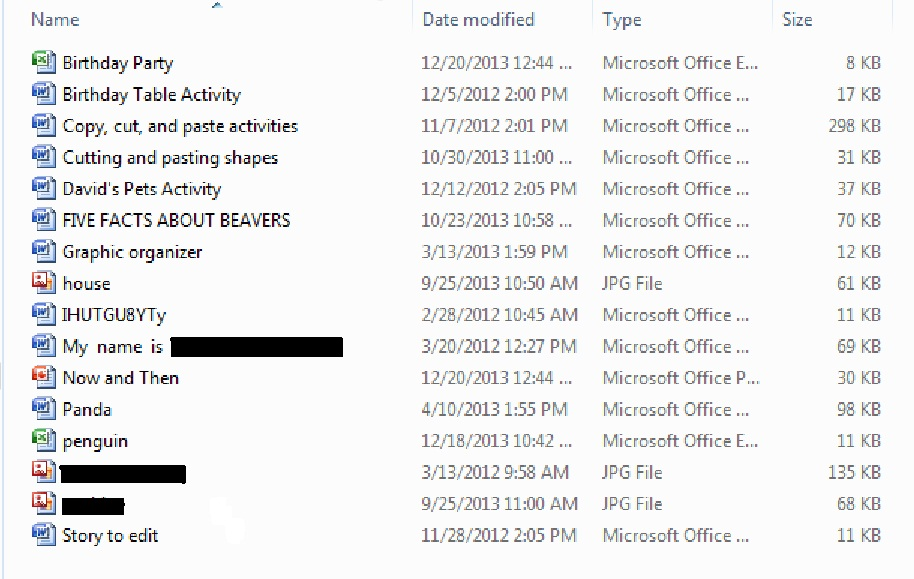 Name Date modified Type Size
Birthday Party 12/20/2013 12:44 ... Microsoft Office E... 8 KB
Birthday Table Activity 12/5/2012 2:00 PM Microsoft Office ... 17 KB
Copy, cut, and paste activities 11/7/2012 2:01 PM Microsoft Office ... 298 KB
Cutting and pasting shapes 10/30/2013 11:00 ... Microsoft Office ... 31 KB
David's Pets Activity 12/12/2012 2:05 PM Microsoft Office ... 37 KB
FIVE FACTS ABOUT BEAVERS 10/23/2013 10:58 ... Microsoft Office ... 70 KB
Graphic organizer 3/13/2013 1:59 PM Microsoft Office ... 12 KB
house 9/25/2013 10:50 AM JPG File 61 KB
IHUTGU8YTy 2/28/2012 10:45 AM Microsoft Office ... 11 KB
My name is 3/20/2012 12:27 PM Microsoft Office ... 69 KB
Now and Then 12/20/2013 12:44 ... Microsoft Office P... 30 KB
Panda 4/10/2013 1:55 PM Microsoft Office ... 98 KB
penguin 12/18/2013 10:42 ... Microsoft Office E... 11 KB
3/13/2012 9:58 AM JPG File 135 KB
9/25/2013 11:00 AM JPG File 68 KB
Story to edit 11/28/2012 2:05 PM Microsoft Office ... 11 KB